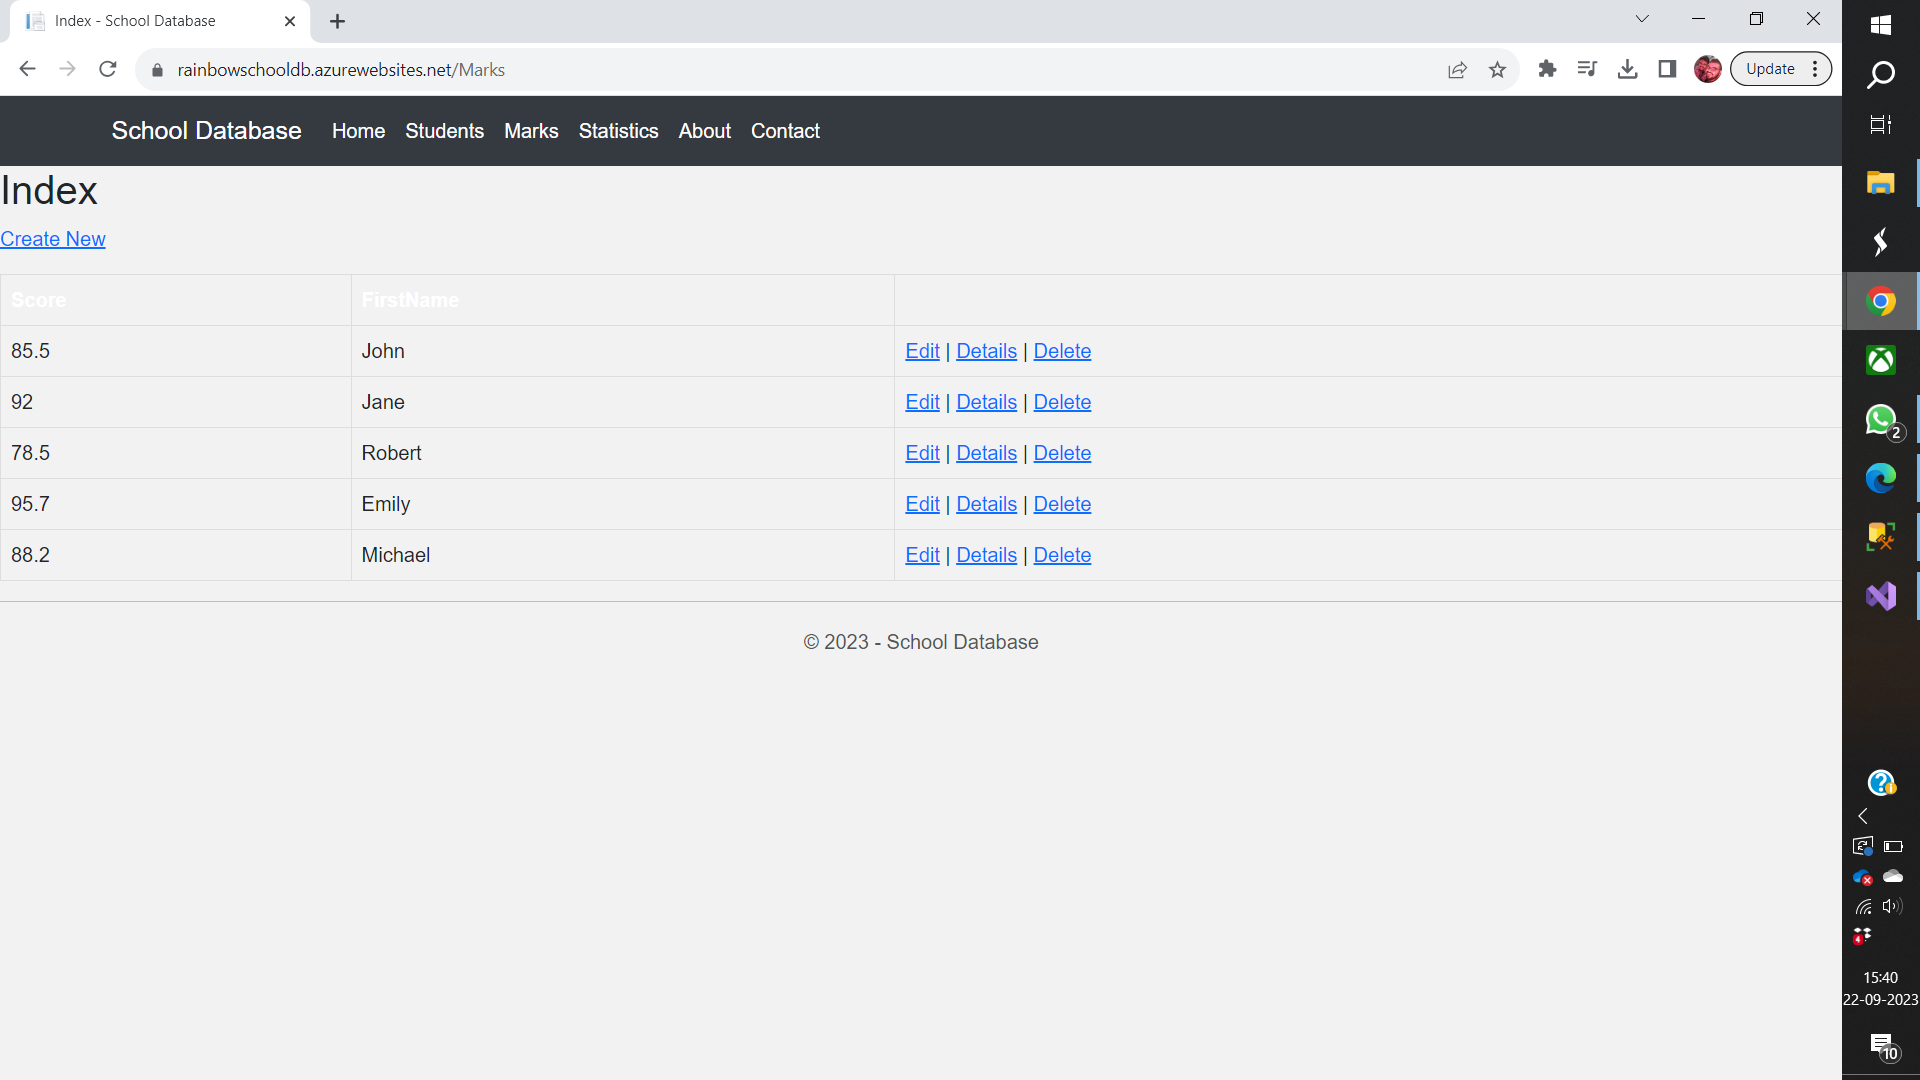 Index - School Database
rainbowschooldb.azurewebsites.net/Marks
Update
School Database Home Students Marks Statistics About Contact
Index
Create New
Score FirstName
85.5 John Edit | Details | Delete
92 Jane Edit | Details | Delete
78.5 Robert Edit | Details | Delete
95.7 Emily Edit | Details | Delete
88.2 Michael Edit | Details | Delete
© 2023 - School Database
2
4
15:40
22-09-2023
10